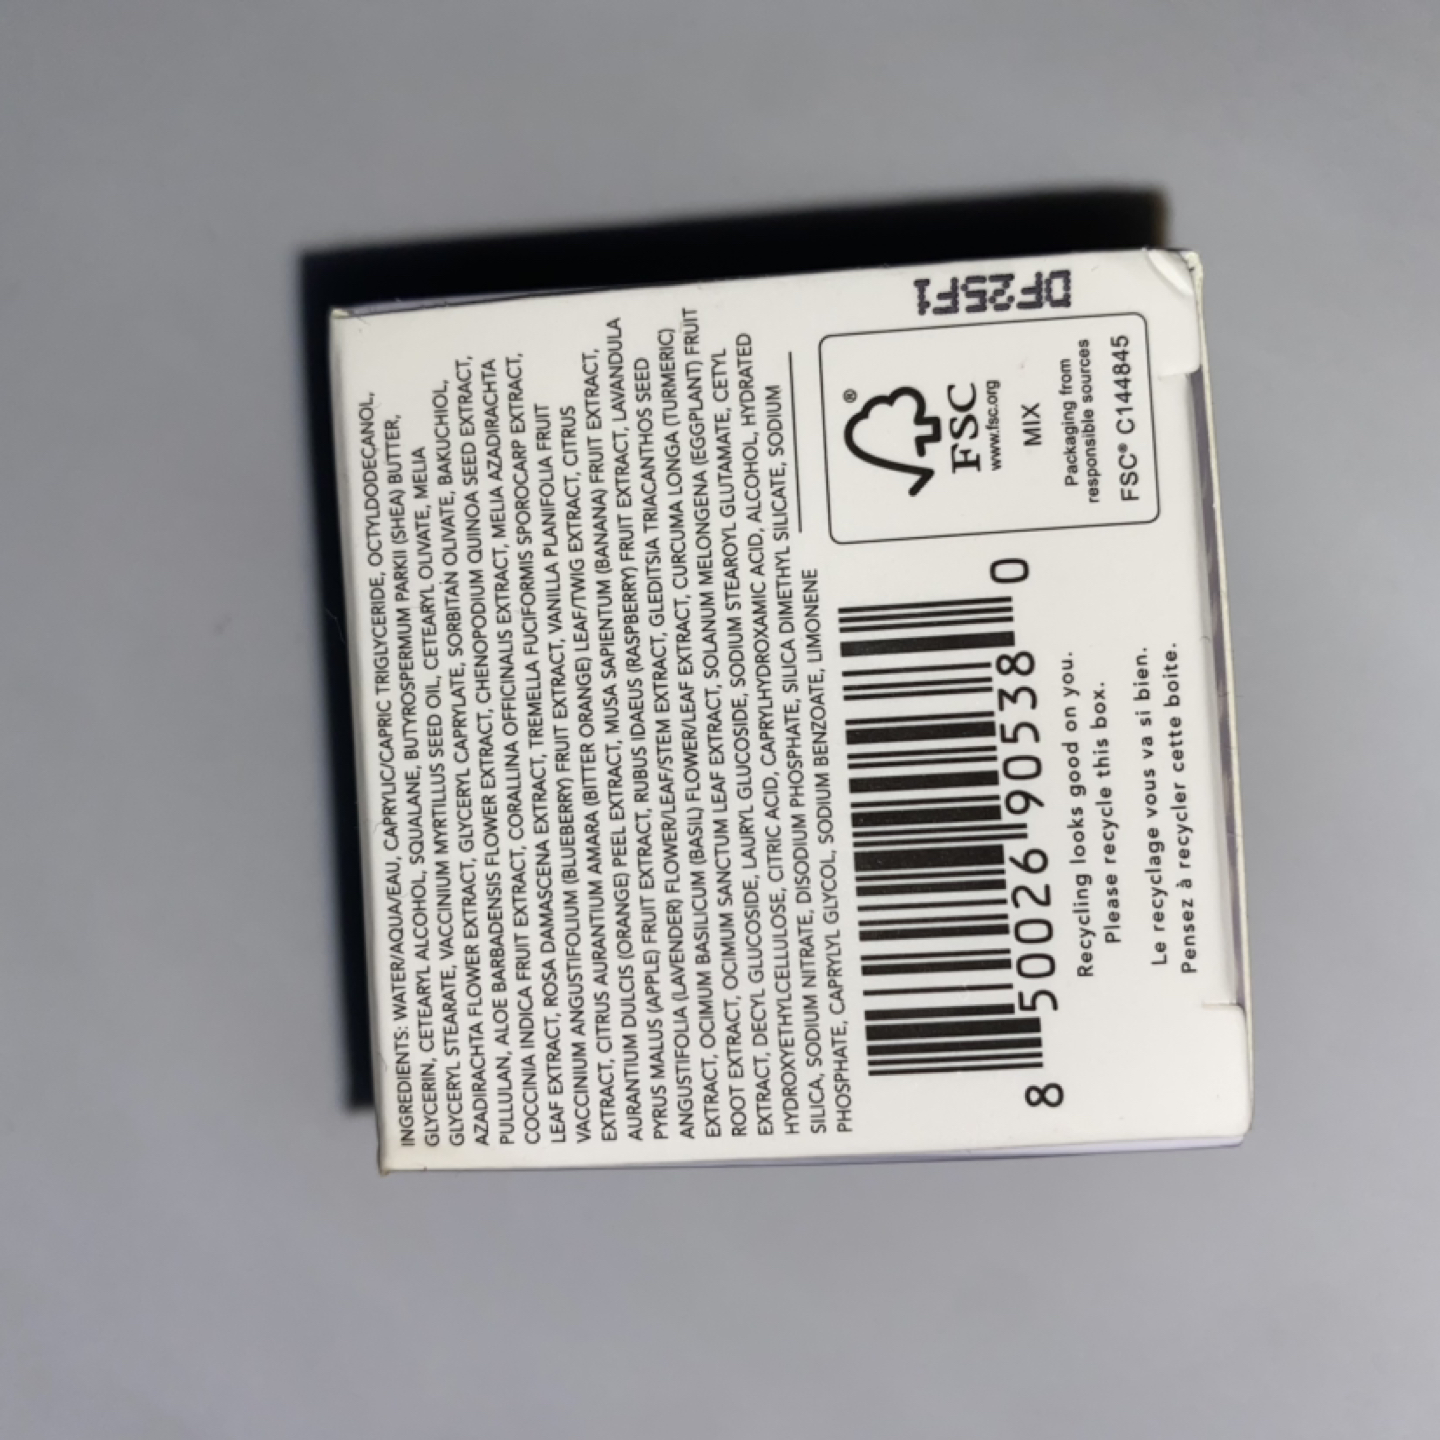 INGREDIENTS: WATER/AQUA/EAU, CAPRYLIC/CAPRIC TRIGLYCERIDE, OCTYLDODECANOL,
GLYCERIN, CETEARYL ALCOHOL, SQUALANE, BUTYROSPERMUM PARKII (SHEA) BUTTER,
GLYCERYL STEARATE, VACCINIUM MYRTILLUS SEED OIL, CETEARYL OLIVATE, MELIA
AZADIRACHTA FLOWER EXTRACT, GLYCERYL CAPRYLATE, SORBITAN OLIVATE, BAKUCHIOL,
PULLULAN, ALOE BARBADENSIS FLOWER EXTRACT, CHENOPODIUM QUINOA SEED EXTRACT,
COCCINIA INDICA FRUIT EXTRACT, CORALLINA OFFICINALIS EXTRACT, MELIA AZADIRACHTA
LEAF EXTRACT, ROSA DAMASCENA EXTRACT, TREMELLA FUCIFORMIS SPOROCARP EXTRACT,
VACCINIUM ANGUSTIFOLIUM (BLUEBERRY) FRUIT EXTRACT, VANILLA PLANIFOLIA FRUIT
EXTRACT, CITRUS AURANTIUM AMARA (BITTER ORANGE) LEAF/TWIG EXTRACT, CITRUS
AURANTIUM DULCIS (ORANGE) PEEL EXTRACT, MUSA SAPIENTUM (BANANA) FRUIT EXTRACT,
PYRUS MALUS (APPLE) FRUIT EXTRACT, RUBUS IDAEUS (RASPBERRY) FRUIT EXTRACT, LAVANDULA
ANGUSTIFOLIA (LAVENDER) FLOWER/LEAF/STEM EXTRACT, GLEDITSIA TRIACANTHOS SEED
EXTRACT, OCIMUM BASILICUM (BASIL) FLOWER/LEAF EXTRACT, CURCUMA LONGA (TURMERIC)
ROOT EXTRACT, OCIMUM SANCTUM LEAF EXTRACT, SOLANUM MELONGENA (EGGPLANT) FRUIT
EXTRACT, DECYL GLUCOSIDE, LAURYL GLUCOSIDE, SODIUM STEAROYL GLUTAMATE, CETYL
HYDROXYETHYLCELLULOSE, CITRIC ACID, CAPRYLHYDROXAMIC ACID, ALCOHOL, HYDRATED
SILICA, SODIUM NITRATE, DISODIUM PHOSPHATE, SILICA DIMETHYL SILICATE, SODIUM
PHOSPHATE, CAPRYLYL GLYCOL, SODIUM BENZOATE, LIMONENE
8 50026 90538 0
Recycling looks good on you.
Please recycle this box.
Le recyclage vous va si bien.
Pensez à recycler cette boite.
®
FSC
www.fsc.org
MIX
Packaging from
responsible sources
FSC® C144845